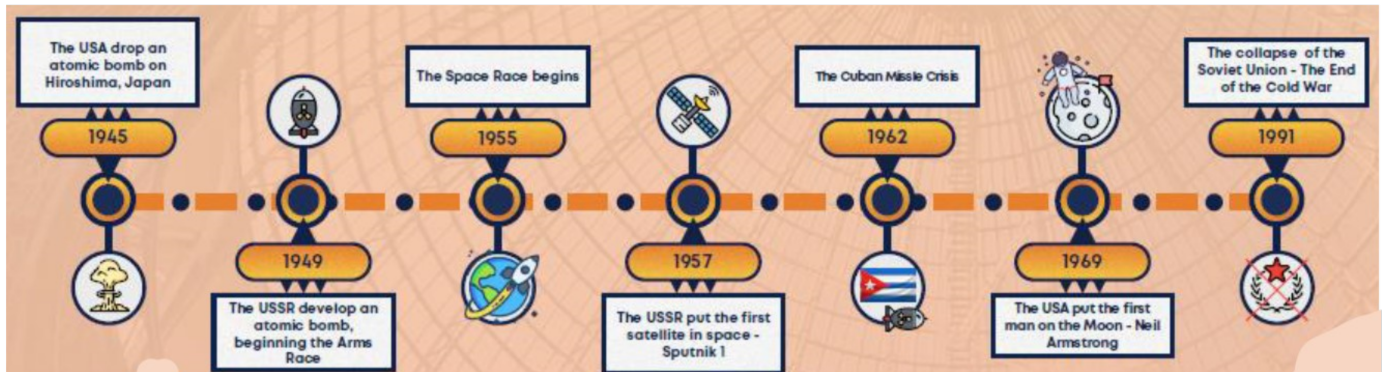 The USA drop an
atomic bomb on
Hiroshima, Japan
1945
1949
The USSR develop an
atomic bomb,
beginning the Arms
Race
The Space Race begins
1955
1957
The USSR put the first
satellite in space -
Sputnik 1
The Cuban Missle Crisis
1962
1969
The USA put the first
man on the Moon - Neil
Armstrong
The collapse of the
Soviet Union - The End
of the Cold War
1991